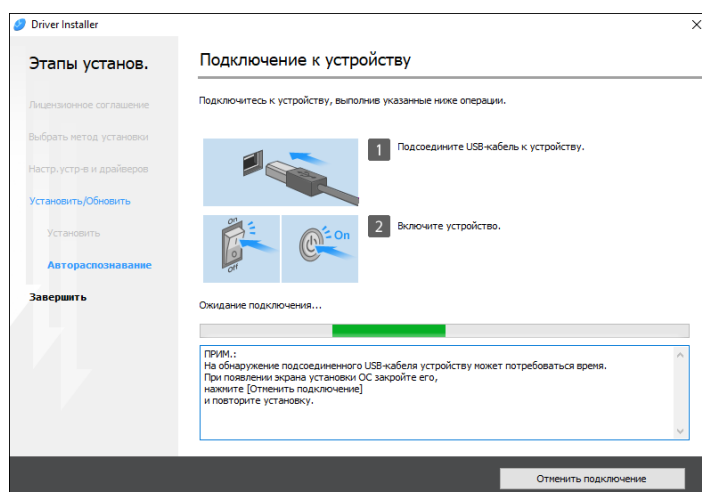 Driver Installer
Этапы установ.
Подключение к устройству
Лицензионное соглашение
Подключитесь к устройству, выполнив указанные ниже операции.
Выбрать метод установки
1 Подсоедините USB-кабель к устройству.
Настр.устр-в и драйверов
Установить/Обновить
on
Off
On
2 Включите устройство.
Установить
Автораспознавание
Завершить
Ожидание подключения...
ПРИМ.:
На обнаружение подсоединенного USB-кабеля устройству может потребоваться время.
При появлении экрана установки ОС закройте его,
нажмите [Отменить подключение]
и повторите установку.
Отменить подключение